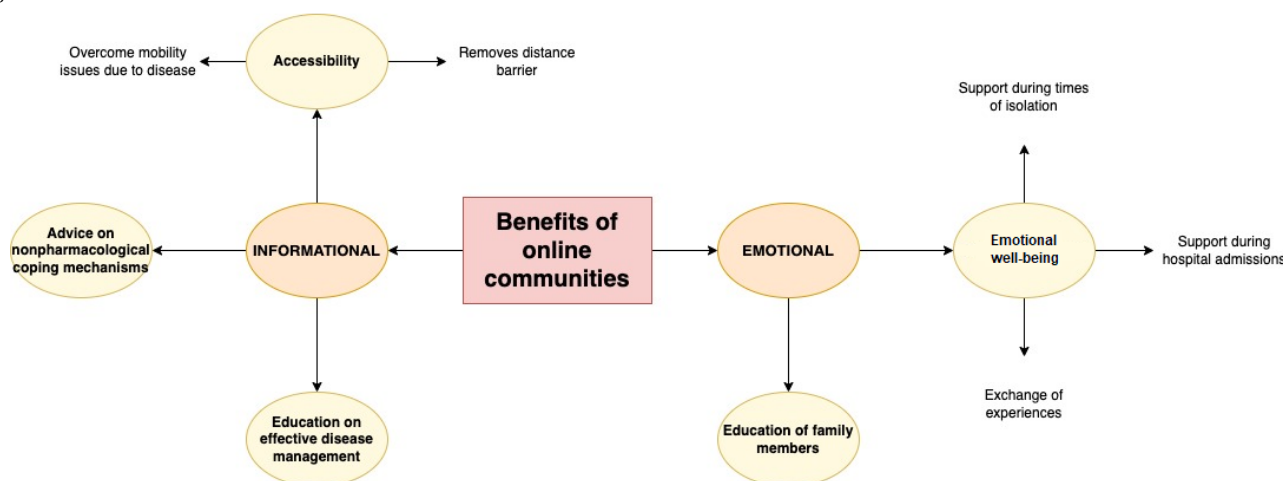 Overcome mobility
issues due to disease
Accessibility
Removes distance
barrier
Support during times
of isolation
Advice on
nonpharmacological
coping mechanisms
INFORMATIONAL
Benefits of
online
communities
EMOTIONAL
Emotional
well-being
Support during
hospital admissions
Education on
effective disease
management
Education of family
members
Exchange of
experiences